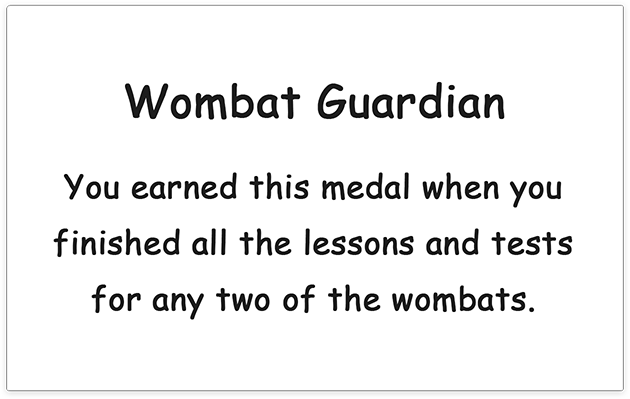 Wombat Guardian
You earned this medal when you
finished all the lessons and tests
for any two of the wombats.